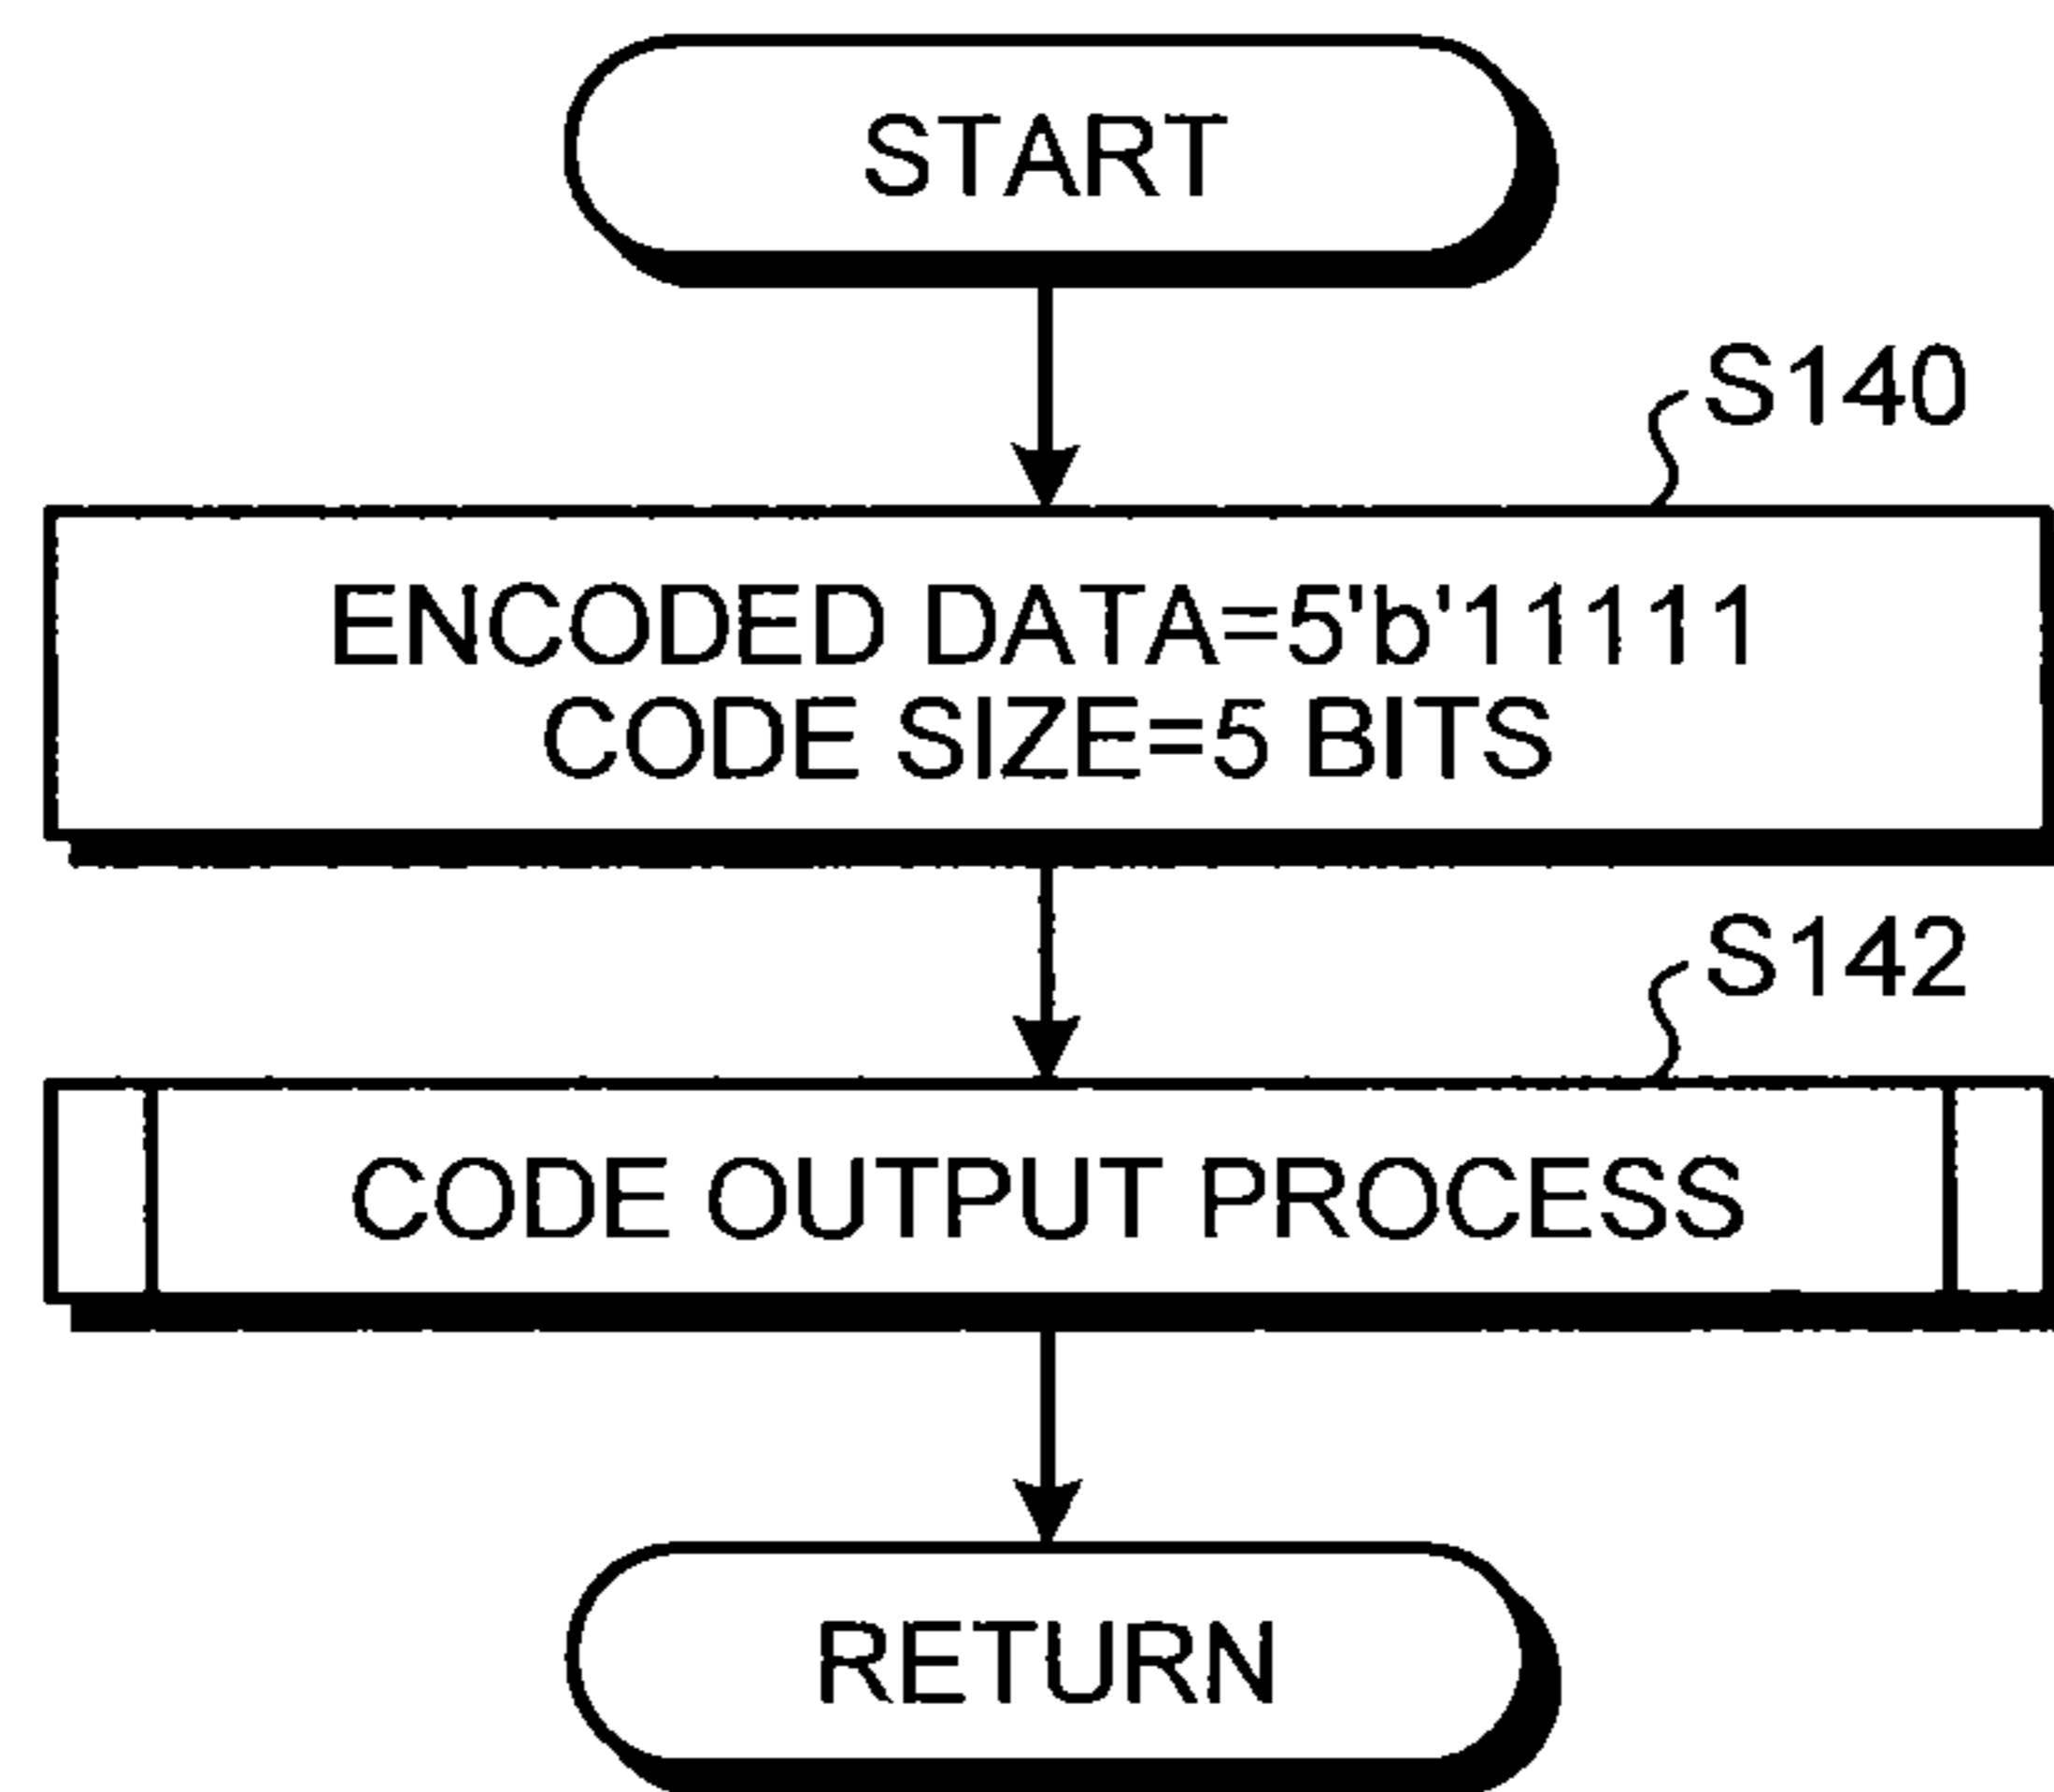 START
S140
ENCODED DATA=5'b'11111
CODE SIZE=5 BITS
S142
CODE OUTPUT PROCESS
RETURN